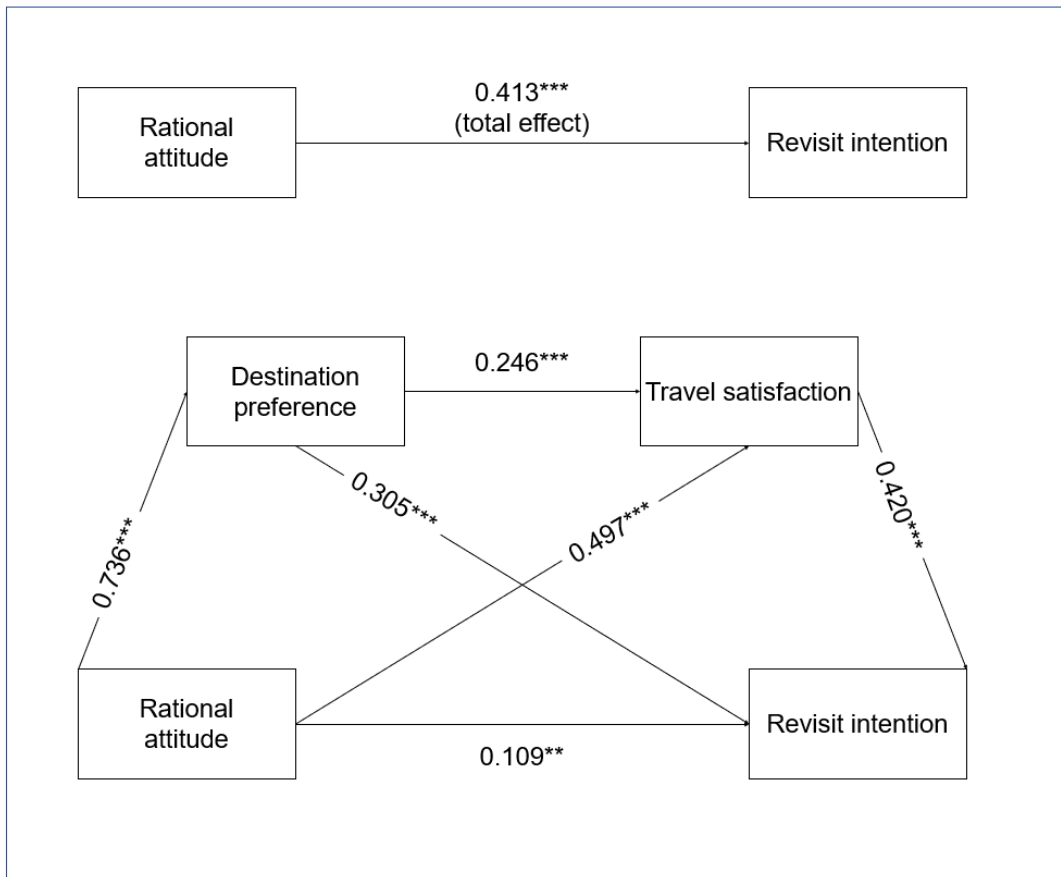 0.413***
(total effect)
Rational
attitude
Revisit intention
Destination
preference
0.246***
Travel satisfaction
0.305***
0.497***
0.420***
0.736***
Rational
attitude
0.109**
Revisit intention